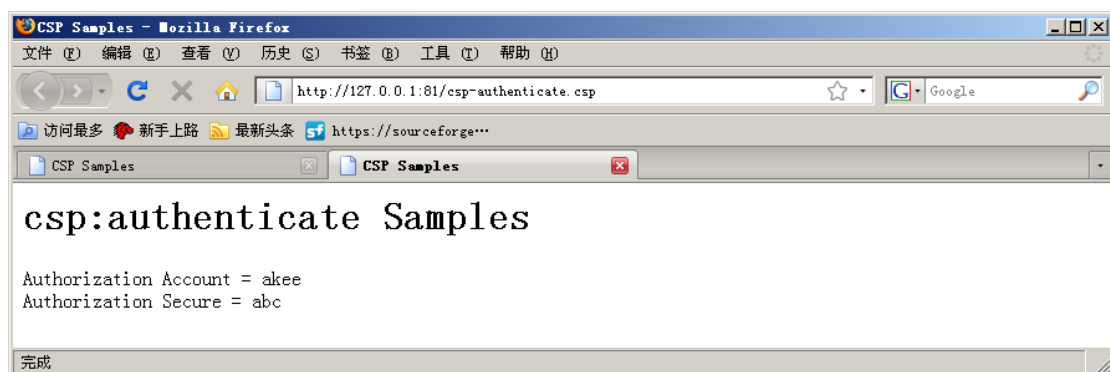 CSP Samples - Mozilla Firefox
文件 (F) 编辑 (E) 查看 (V) 历史 (S) 书签 (B) 工具 (T) 帮助 (H)
http://127.0.0.1:81/csp-authenticate.csp
G Google
访问最多 新手上路 最新头条 sf https://sourceforge…
CSP Samples CSP Samples
csp:authenticate Samples
Authorization Account = akee
Authorization Secure = abc
完成